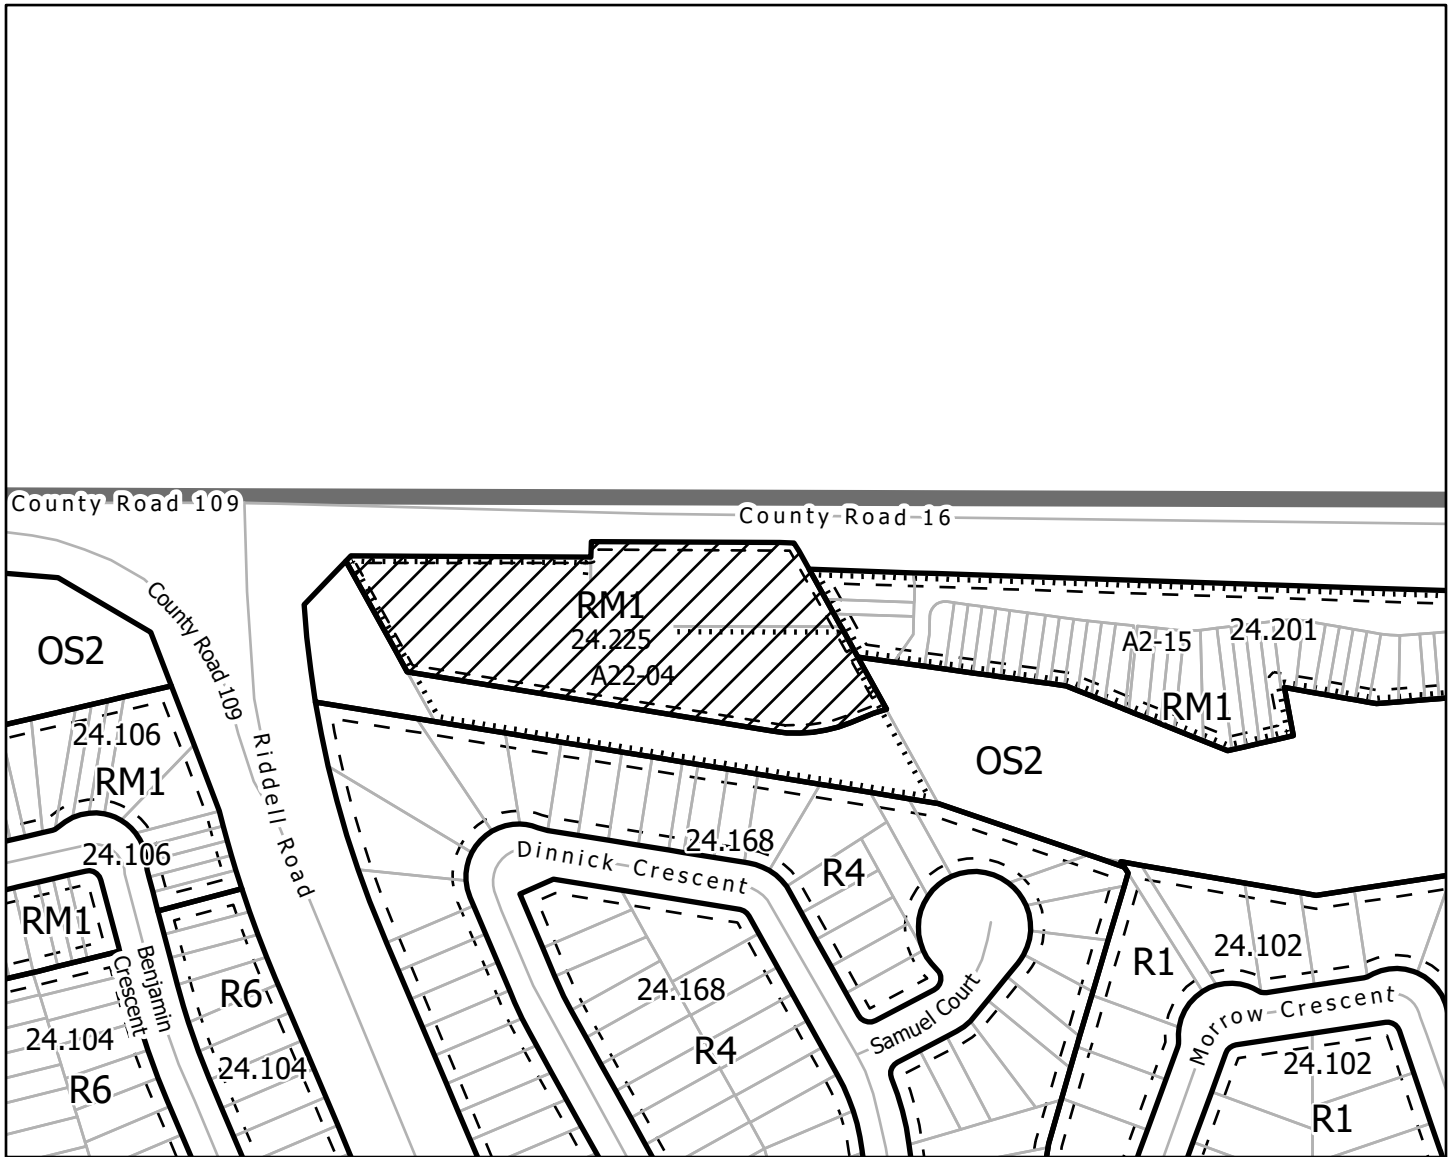 County Road 109
County Road 16
County Road 109
RM1
24.225
A22-04
OS2
A2-15
24.201
RM1
24.106
RM1
Riddell Road
OS2
24.106
Dinnick Crescent
24.168
R4
RM1
Benjamin
Crescent
R6
24.168
R4
Samuel Court
R1
24.102
Morrow Crescent
24.104
R6
24.104
24.102
R1